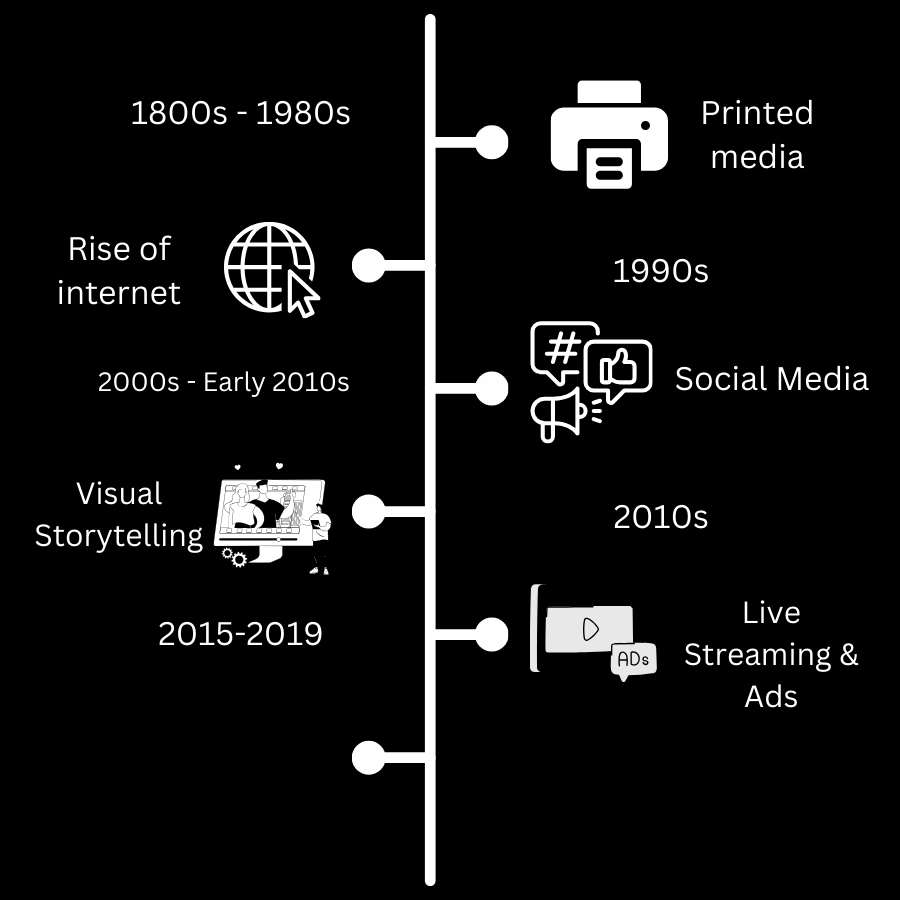 1800s - 1980s
Printed
media
Rise of
internet
1990s
2000s - Early 2010s
#
Social Media
Visual
Storytelling
2010s
2015-2019
Live
Streaming &
Ads
ADs